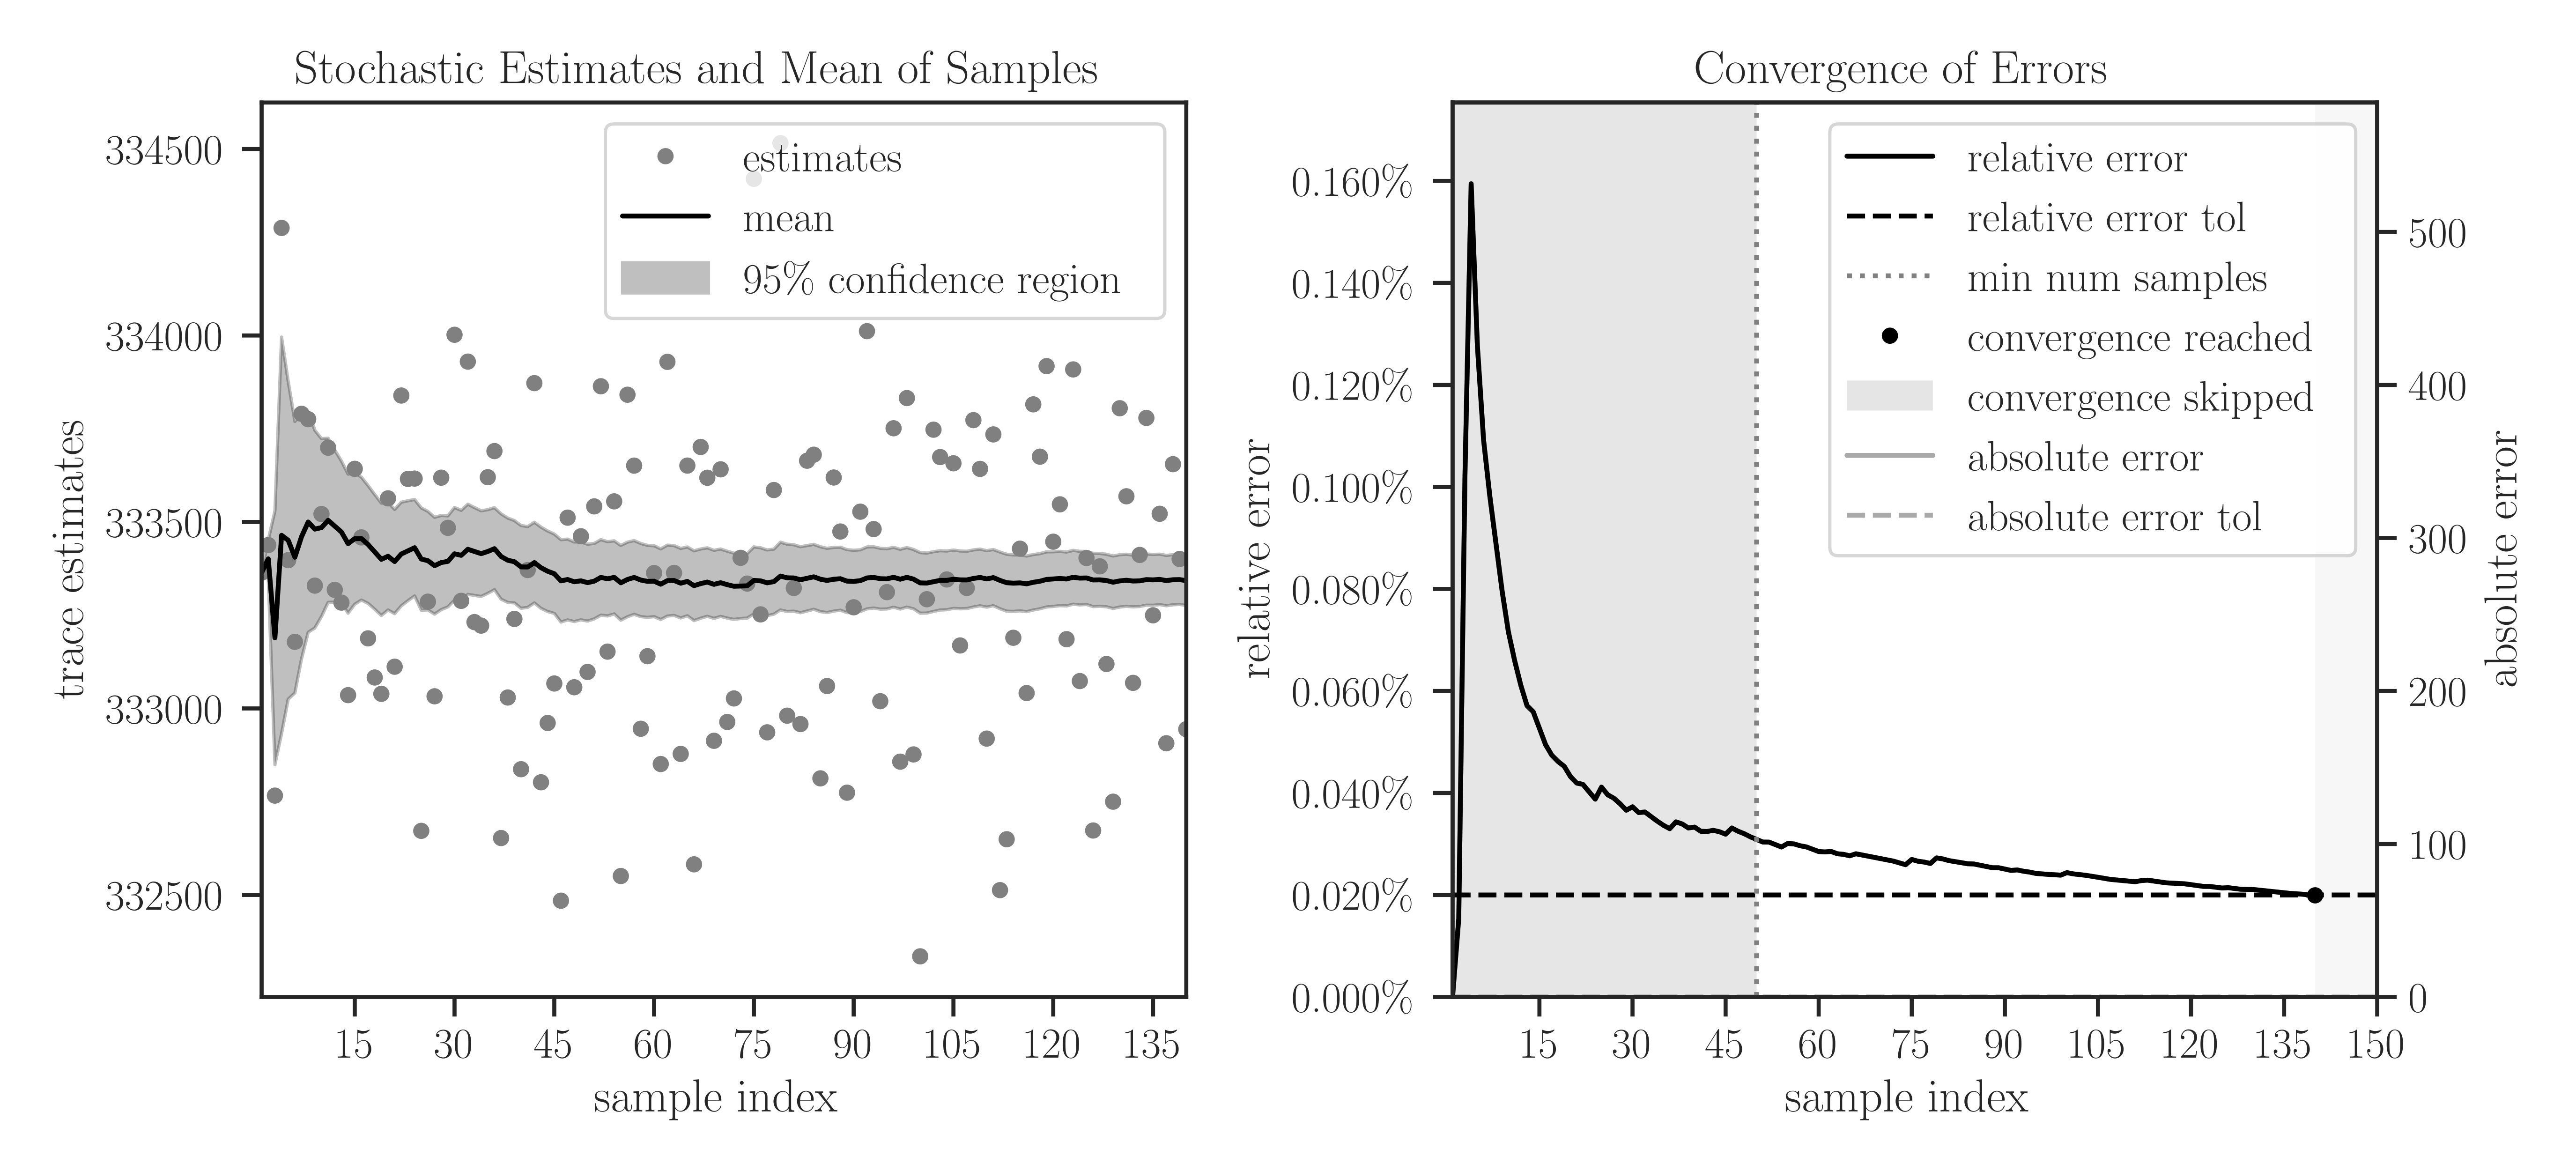 Stochastic Estimates and Mean of Samples
334500
334000
333500
333000
332500
trace estimates
estimates
mean
95% confidence region
15 30 45 60 75 90 105 120 135
sample index
Convergence of Errors
0.160%
0.140%
0.120%
0.100%
0.080%
0.060%
0.040%
0.020%
0.000%
relative error
relative error
relative error tol
min num samples
convergence reached
convergence skipped
absolute error
absolute error tol
500
400
300
200
100
0
absolute error
15 30 45 60 75 90 105 120 135 150
sample index